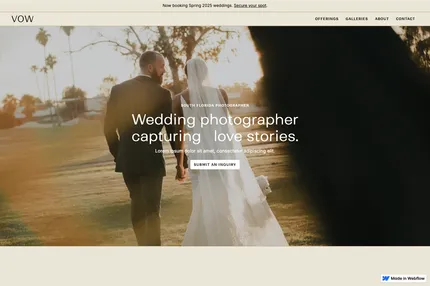 Now booking Spring 2025 weddings. Secure your spot.
VOW
OFFERINGS GALLERIES ABOUT CONTACT
SOUTH FLORIDA PHOTOGRAPHER
Wedding photographer
capturing love stories.
Lorem ipsum dolor sit amet, consectetur adipiscing elit.
SUBMIT AN INQUIRY
Made in Webflow